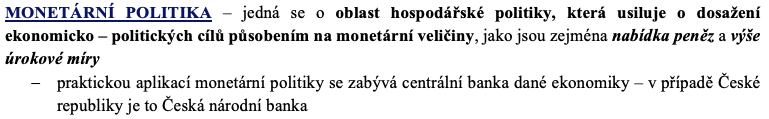 MONETÁRNÍ POLITIKA – jedná se o oblast hospodářské politiky, která usiluje o dosažení
ekonomicko – politických cílů působením na monetární veličiny, jako jsou zejména nabídka peněz a výše
úrokové míry
– praktickou aplikací monetární politiky se zabývá centrální banka dané ekonomiky – v případě České
republiky je to Česká národní banka